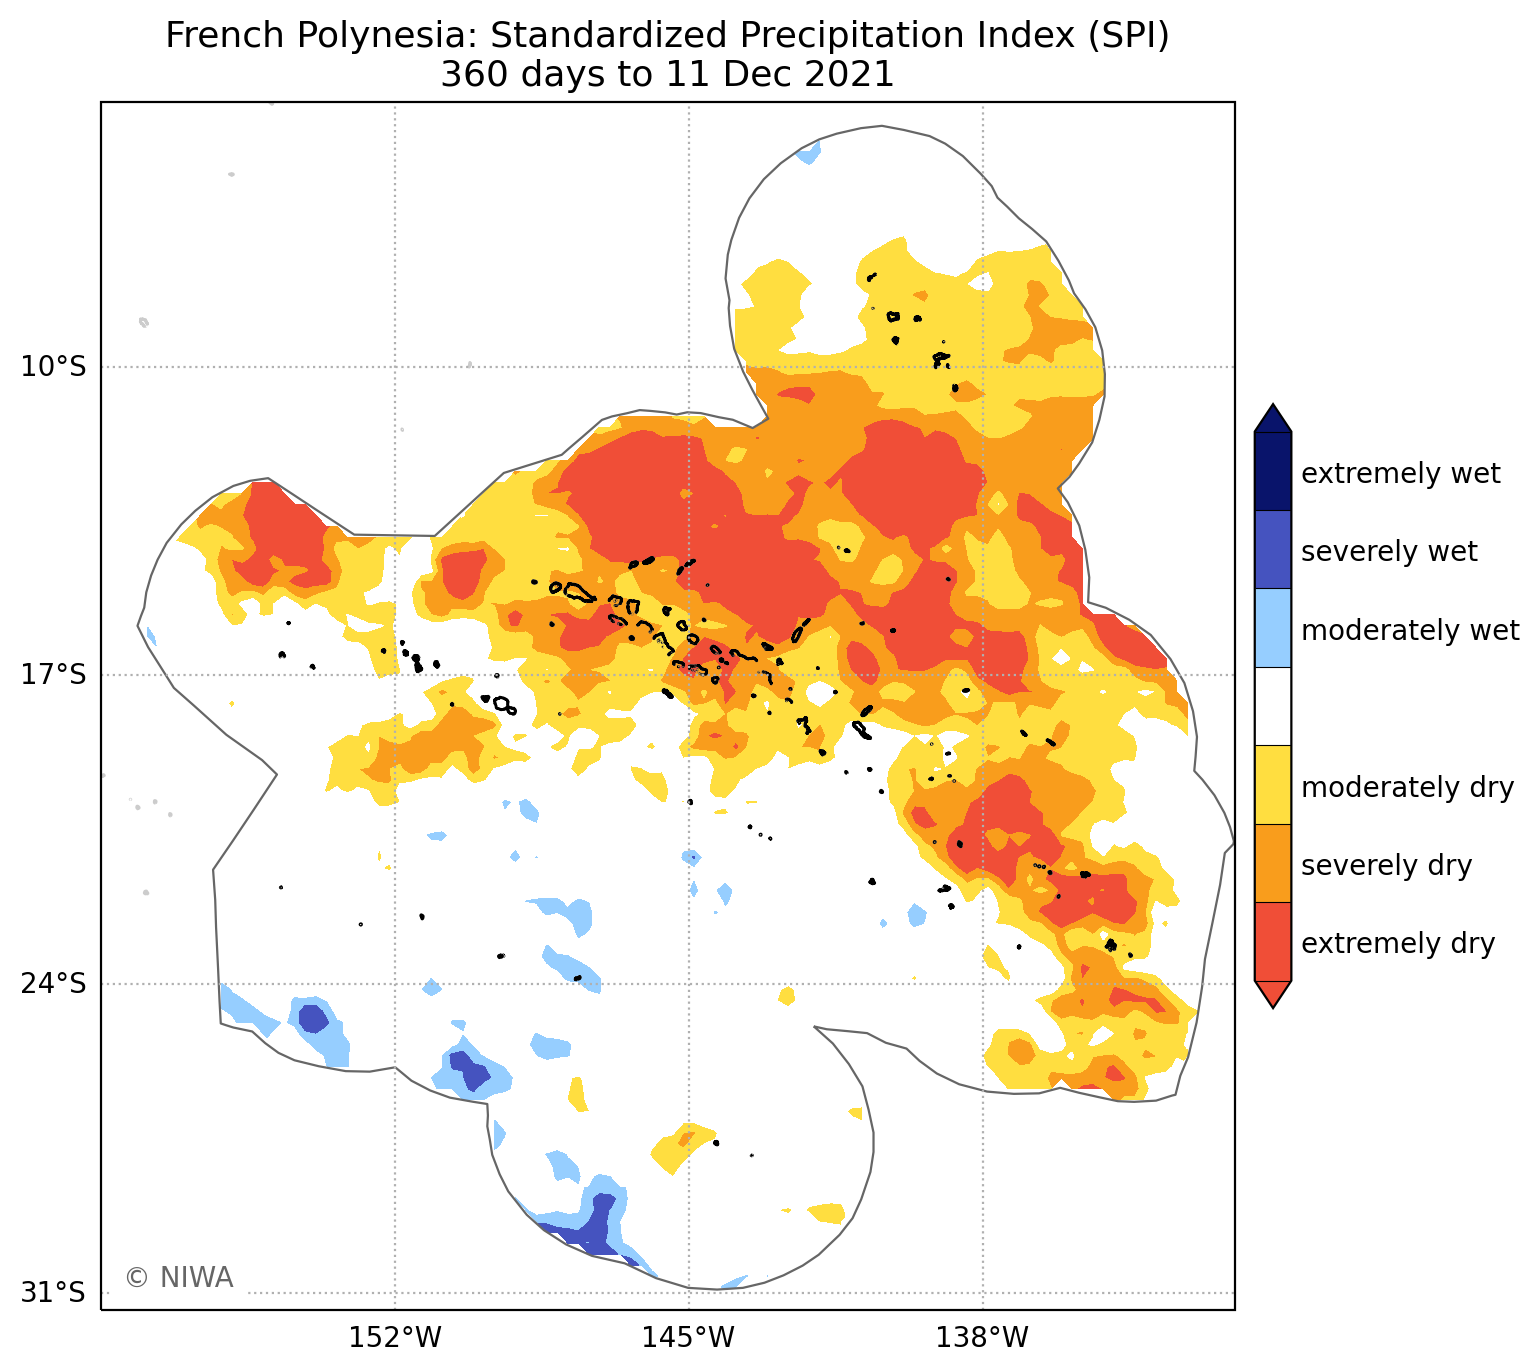 French Polynesia: Standardized Precipitation Index (SPI)
360 days to 11 Dec 2021
10°S
17°S
24°S
31°S
152°W
145°W
138°W
extremely wet
severely wet
moderately wet
moderately dry
severely dry
extremely dry
© NIWA